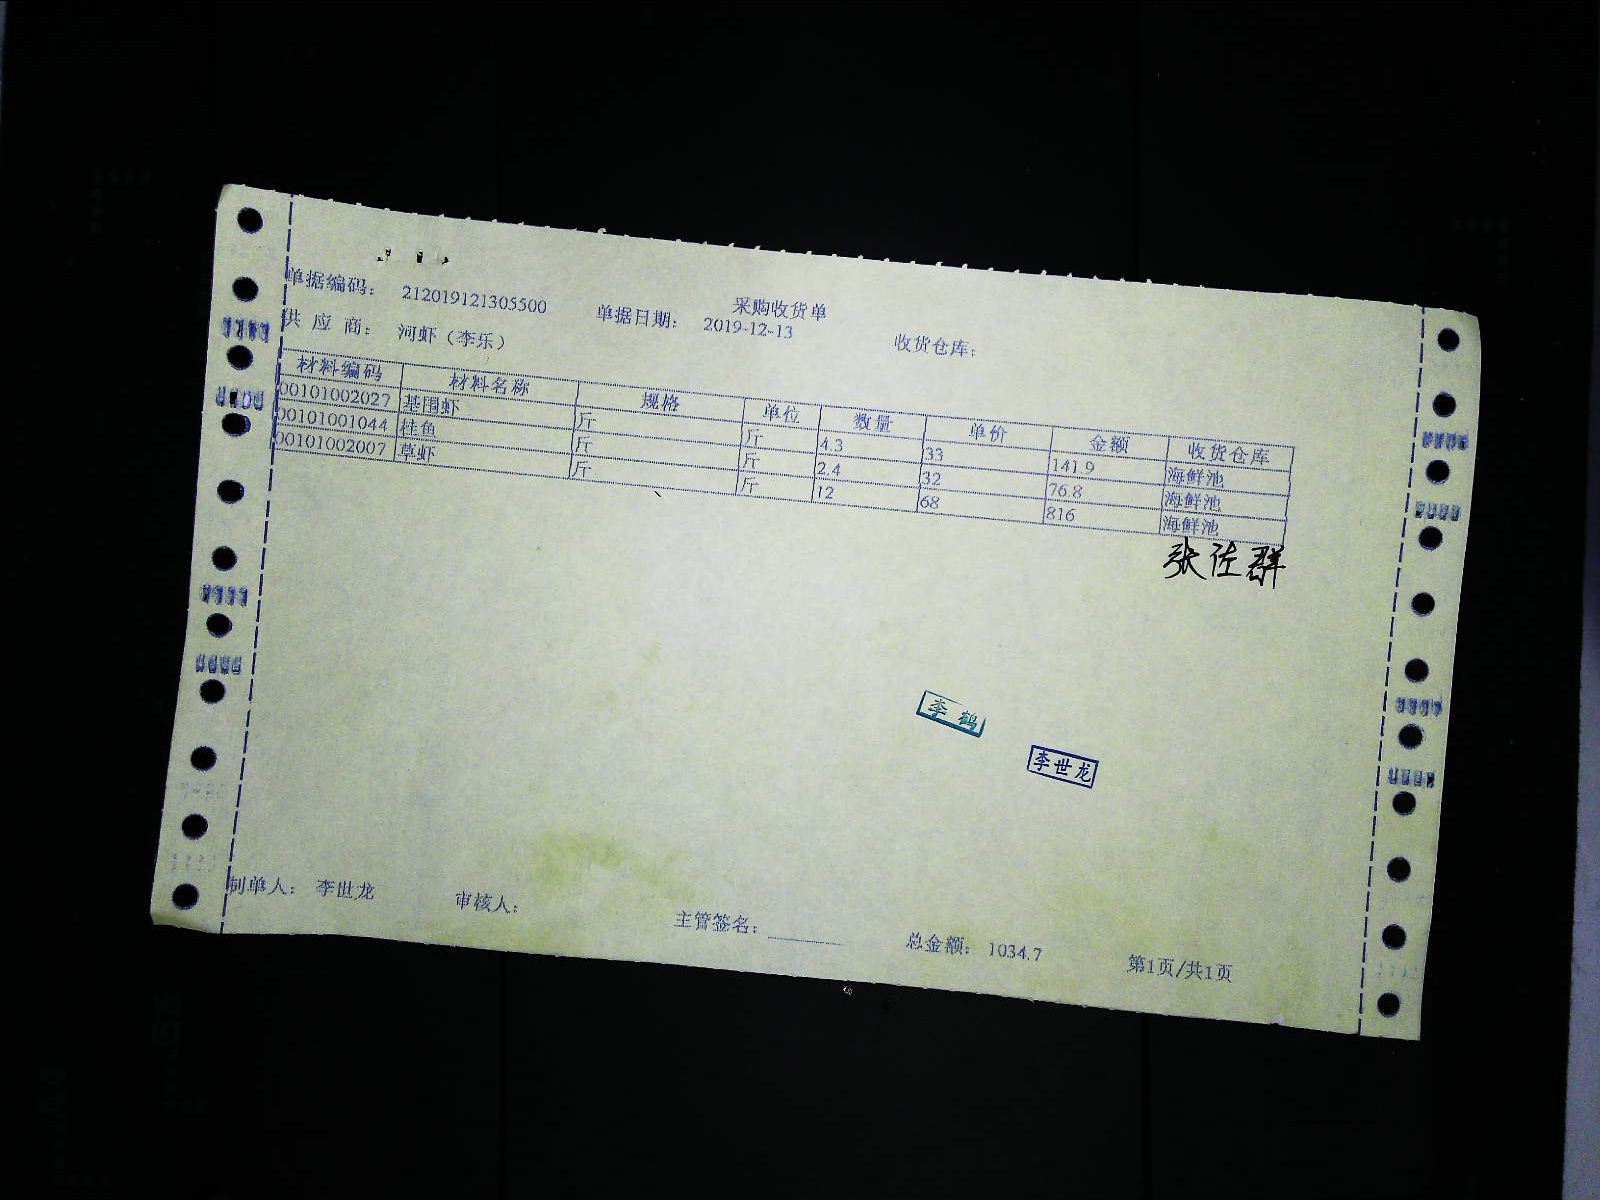 采购收货单
单据编码： 212019121305500 单据日期： 2019-12-13 收货仓库：
供 应 商： 河虾（李乐）
材料编码 材料名称 规格 单位 数量 单价 金额 收货仓库
00101002027 基围虾 斤 斤 4.3 33 141.9 海鲜池
00101001044 桂鱼 斤 斤 2.4 32 76.8 海鲜池
00101002007 草虾 斤 斤 12 68 816 海鲜池
张佐群
李鹤
李世龙
制单人： 李世龙 审核人： 主管签名： 总金额： 1034.7 第1页/共1页